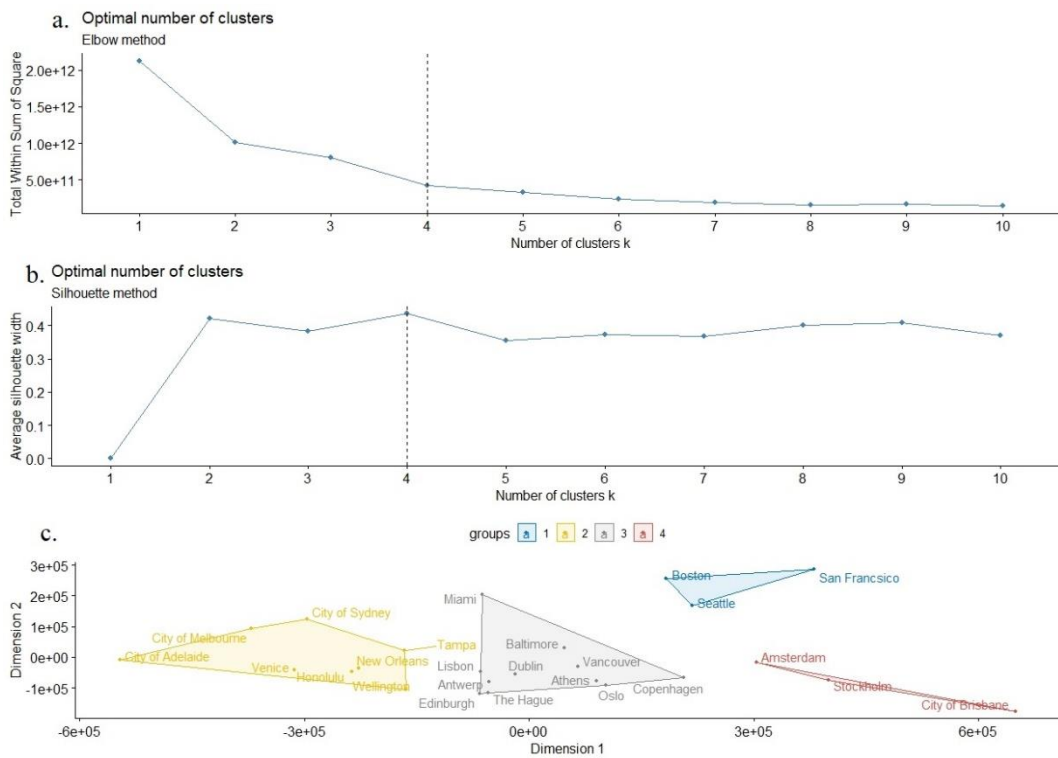 a. Optimal number of clusters
Elbow method
Total Within Sum of Square
2.0e+12
1.5e+12
1.0e+12
5.0e+11
1 2 3 4 5 6 7 8 9 10
Number of clusters k
b. Optimal number of clusters
Silhouette method
Average silhouette width
0.4
0.3
0.2
0.1
0.0
1 2 3 4 5 6 7 8 9 10
Number of clusters k
c.
groups a 1 a 2 a 3 a 4
Dimension 2
3e+05
2e+05
1e+05
0e+00
-1e+05
Boston
San Francsico
Seattle
Miami
City of Sydney
City of Melbourne
Tampa
Baltimore
City of Adelaide
Venice
New Orleans
Honolulu
Wellington
Lisbon
Dublin
Vancouver
Antwerp
Athens
Edinburgh
The Hague
Oslo
Copenhagen
Amsterdam
Stockholm
City of Brisbane
-6e+05 -3e+05 0e+00 3e+05 6e+05
Dimension 1